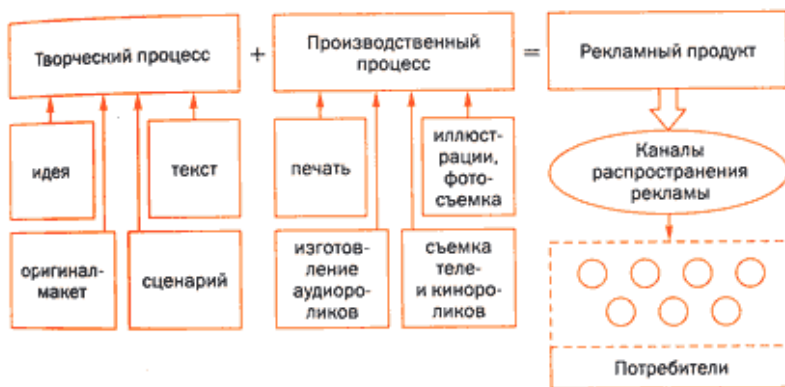 Творческий процесс
+
Производственный
процесс
=
Рекламный продукт
идея
текст
печать
иллюст-
рации,
фото-
съемка
Каналы
распространения
рекламы
оригинал-
макет
сценарий
изготов-
ление
аудиоро-
ликов
съемка
теле-
и киноро-
ликов
Потребители